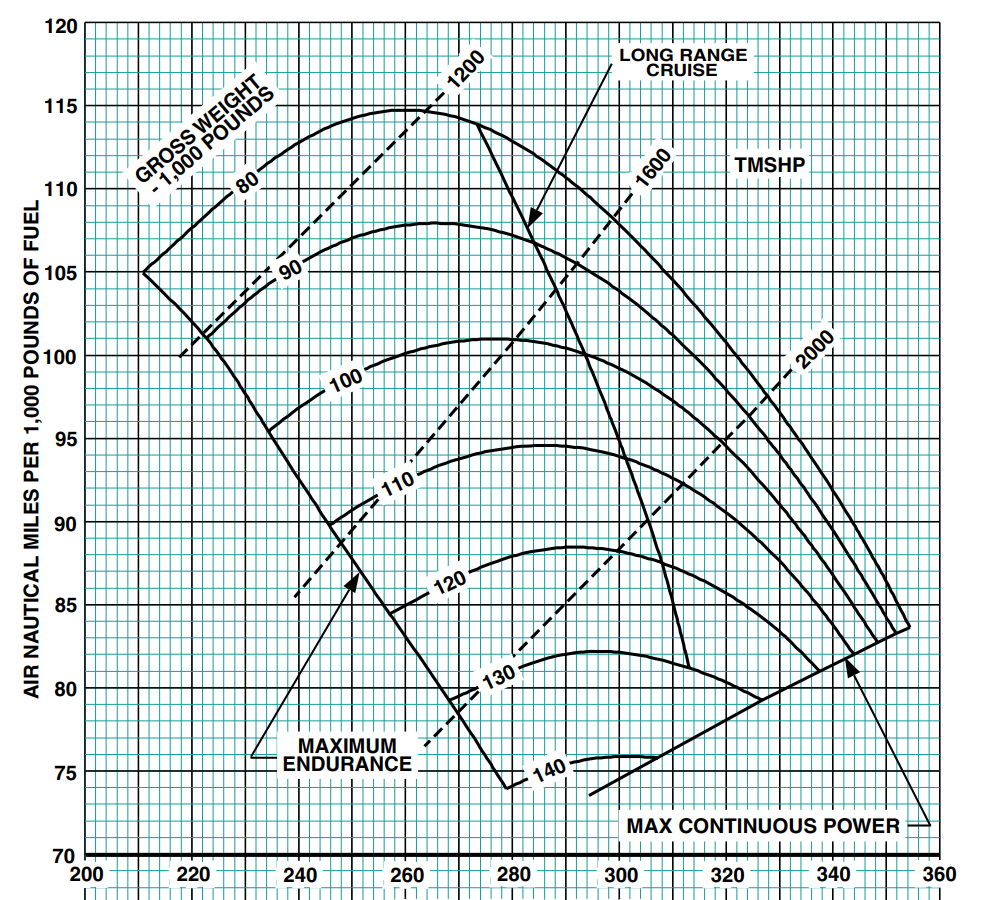 120
115
110
105
100
95
90
85
80
75
70
AIR NAUTICAL MILES PER 1,000 POUNDS OF FUEL
GROSS WEIGHT
- 1,000 POUNDS
80
90
100
110
120
130
140
1200
1600
2000
LONG RANGE
CRUISE
TMSHP
MAXIMUM
ENDURANCE
MAX CONTINUOUS POWER
200 220 240 260 280 300 320 340 360